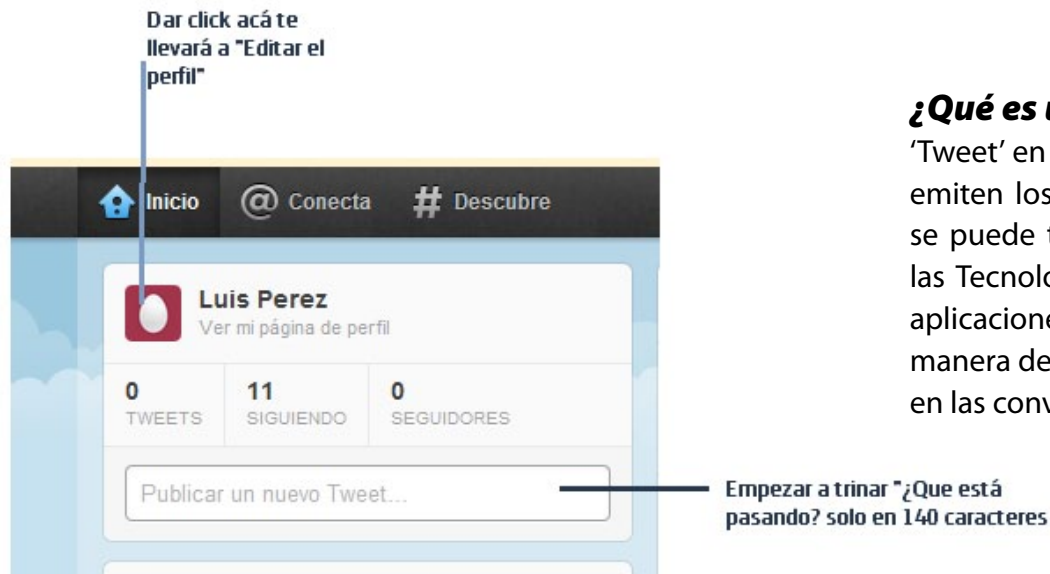 Dar click acá te
llevará a "Editar el
perfil"
Inicio
@ Conecta
# Descubre
Luis Perez
Ver mi página de perfil
0
TWEETS
11
SIGUIENDO
0
SEGUIDORES
Publicar un nuevo Tweet...
Empezar a trinar "¿Que está
pasando? solo en 140 caracteres
¿Qué es
'Tweet' en
emiten los
se puede
las Tecnolo
aplicacione
manera de
en las conv